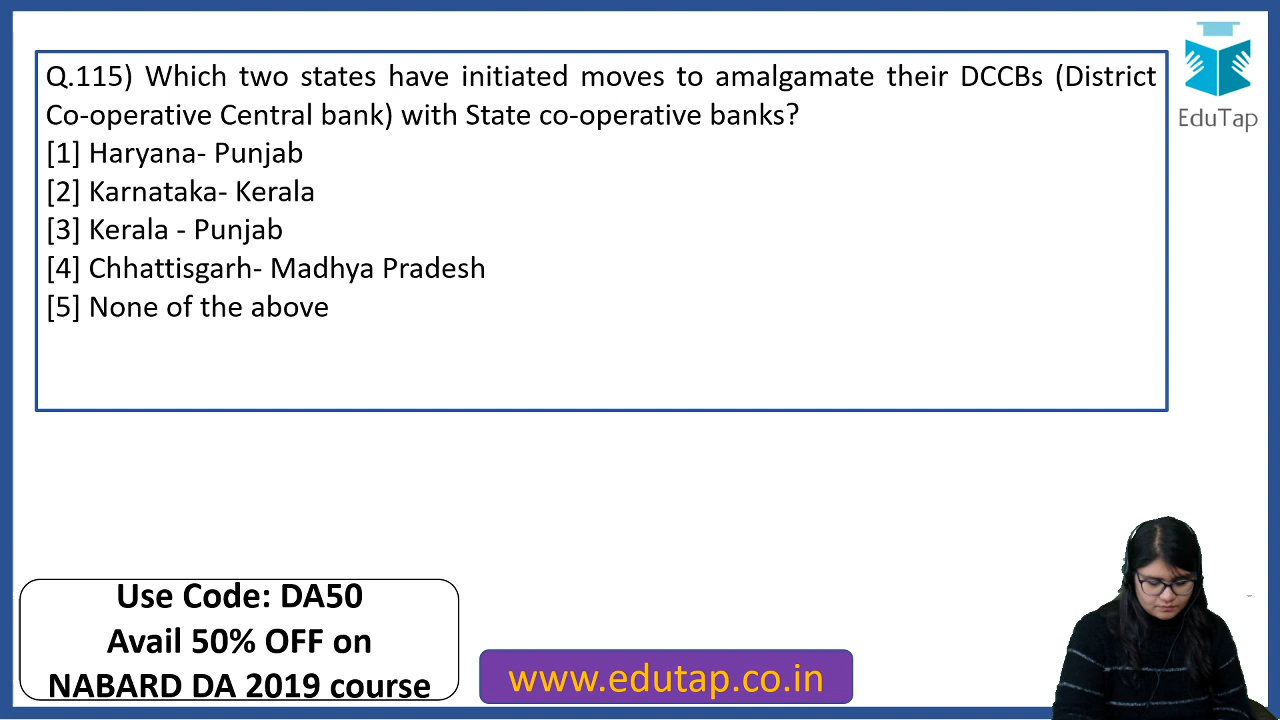 Q.115) Which two states have initiated moves to amalgamate their DCCBs (District
Co-operative Central bank) with State co-operative banks?
[1] Haryana- Punjab
[2] Karnataka- Kerala
[3] Kerala - Punjab
[4] Chhattisgarh- Madhya Pradesh
[5] None of the above
EduTap
Use Code: DA50
Avail 50% OFF on
NABARD DA 2019 course
www.edutap.co.in